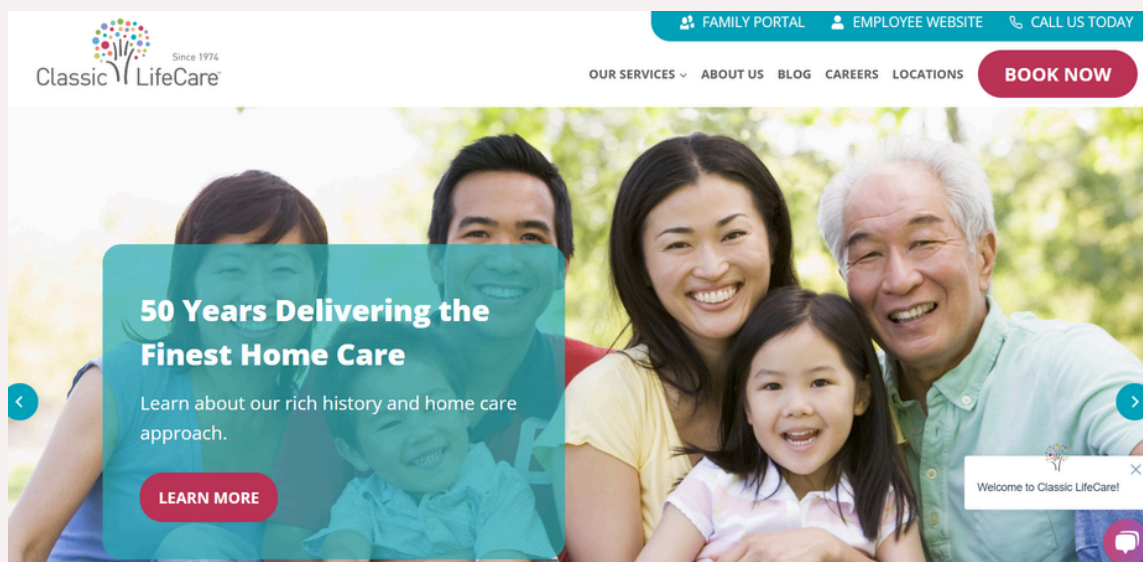 FAMILY PORTAL EMPLOYEE WEBSITE CALL US TODAY
Since 1974
Classic LifeCare
OUR SERVICES ABOUT US BLOG CAREERS LOCATIONS BOOK NOW
50 Years Delivering the
Finest Home Care
Learn about our rich history and home care
approach.
LEARN MORE
Welcome to Classic LifeCare!